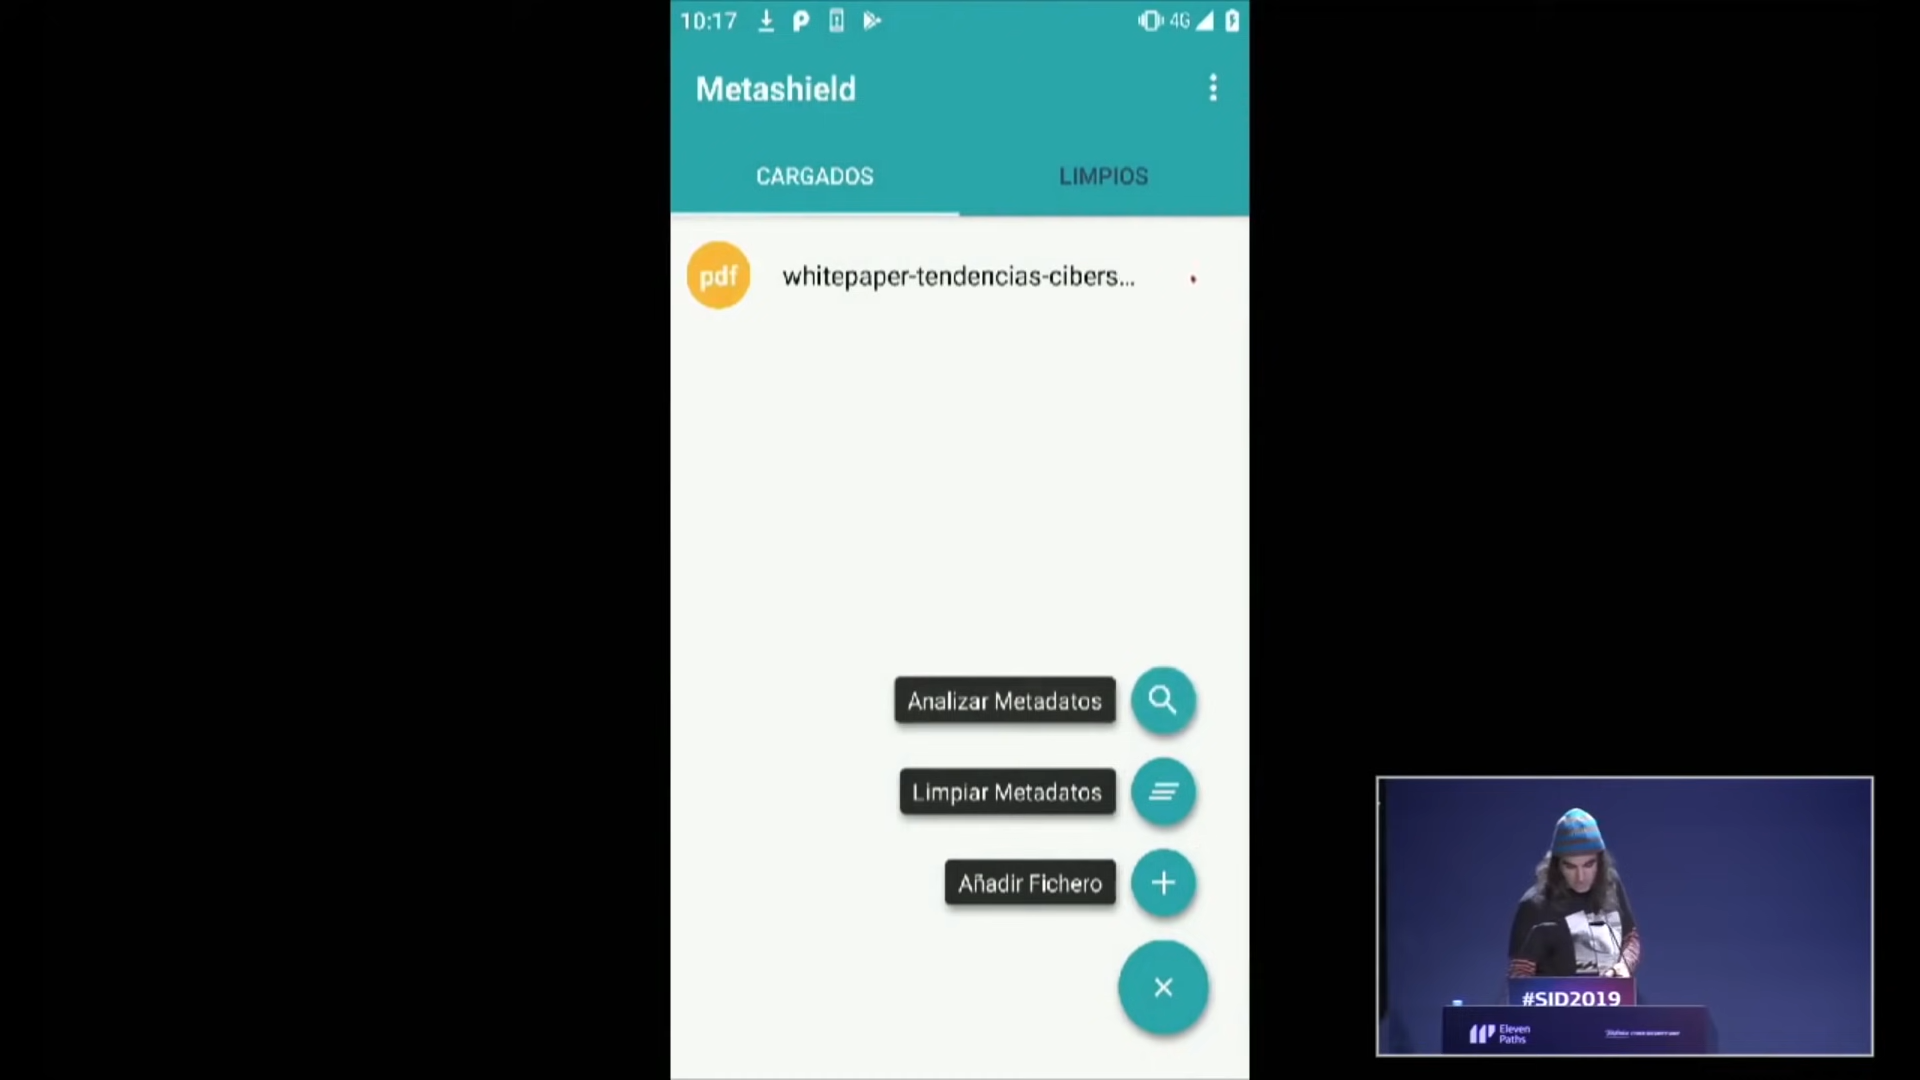 10:17
4G
Metashield
CARGADOS
LIMPIOS
pdf
whitepaper-tendencias-cibers...
Analizar Metadatos
Limpiar Metadatos
Añadir Fichero
#SID2019
Eleven
Paths